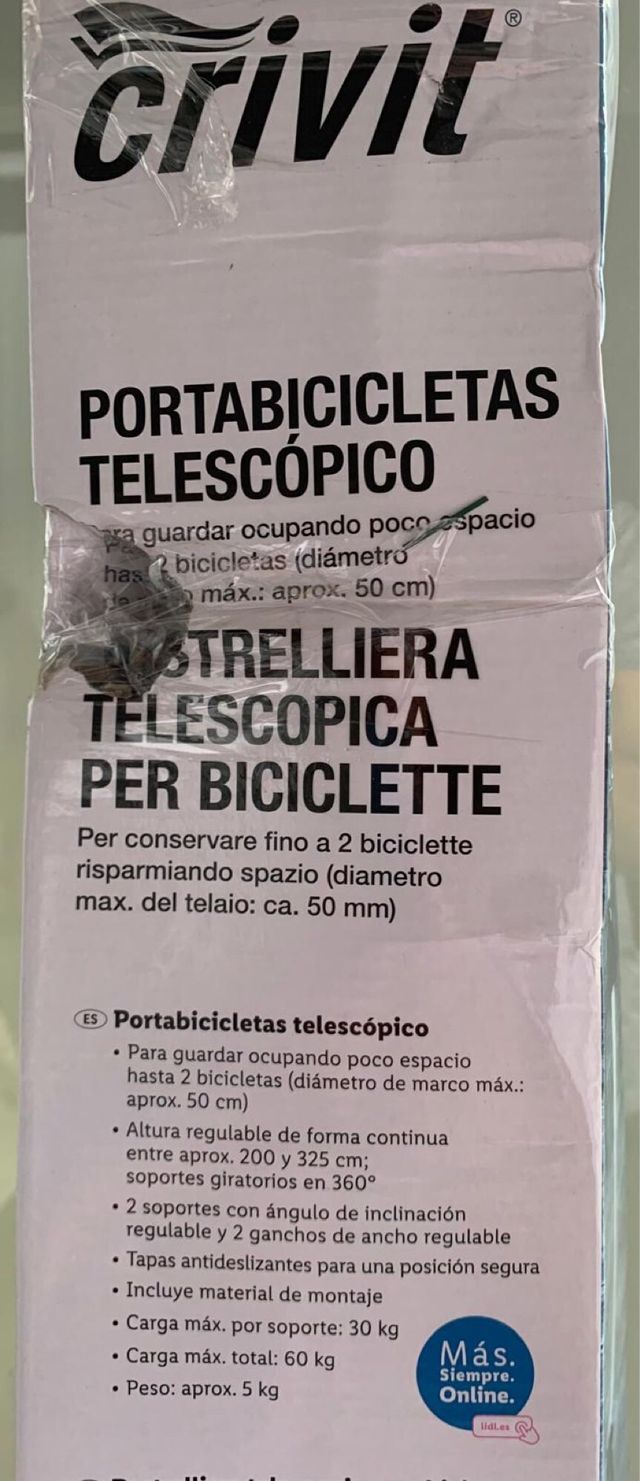 crivit®
PORTABICICLETAS
TELESCÓPICO
Para guardar ocupando poco espacio
has 2 bicicletas (diámetro
de o máx.: aprox. 50 cm)
STRELLIERA
TELESCOPICA
PER BICICLETTE
Per conservare fino a 2 biciclette
risparmiando spazio (diametro
max. del telaio: ca. 50 mm)
ES Portabicicletas telescópico
• Para guardar ocupando poco espacio
hasta 2 bicicletas (diámetro de marco máx.:
aprox. 50 cm)
• Altura regulable de forma continua
entre aprox. 200 y 325 cm;
soportes giratorios en 360°
• 2 soportes con ángulo de inclinación
regulable y 2 ganchos de ancho regulable
• Tapas antideslizantes para una posición segura
• Incluye material de montaje
• Carga máx. por soporte: 30 kg
• Carga máx. total: 60 kg
• Peso: aprox. 5 kg
Más.
Siempre.
Online.
lidl.es